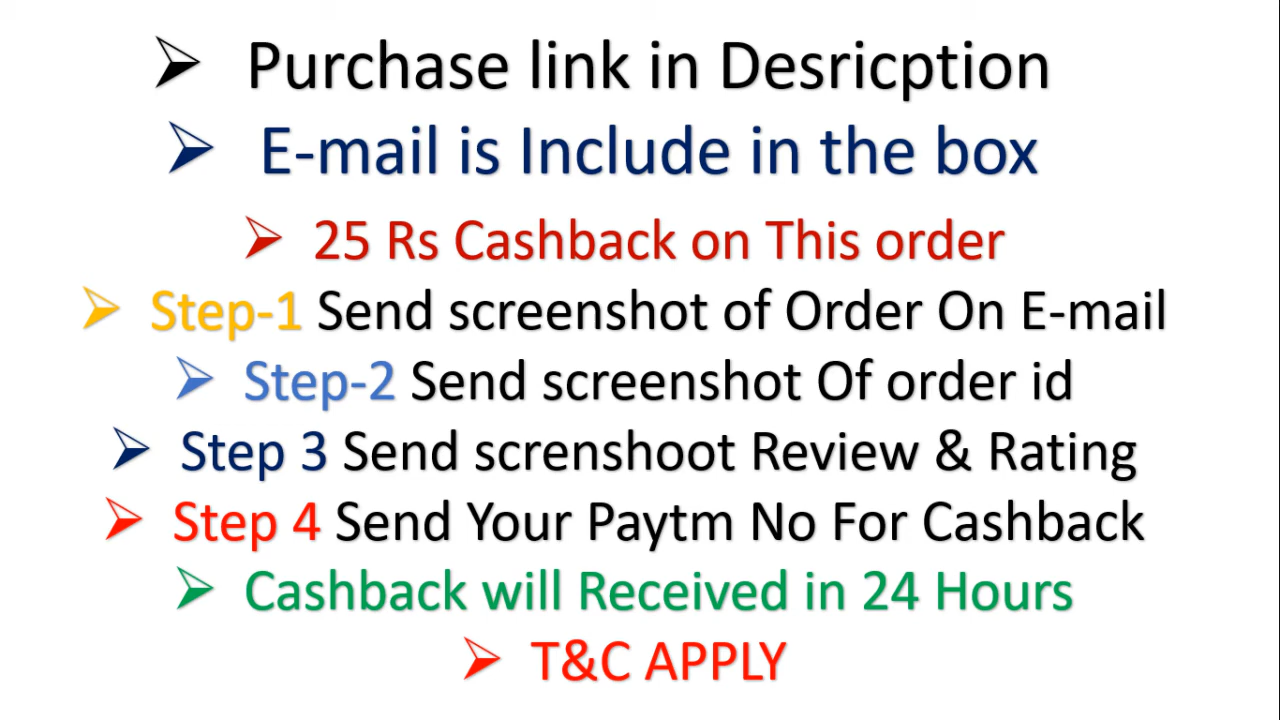 Purchase link in Desricption
E-mail is Include in the box
25 Rs Cashback on This order
Step-1 Send screenshot of Order On E-mail
Step-2 Send screenshot Of order id
Step 3 Send screnshoot Review & Rating
Step 4 Send Your Paytm No For Cashback
Cashback will Received in 24 Hours
T&C APPLY